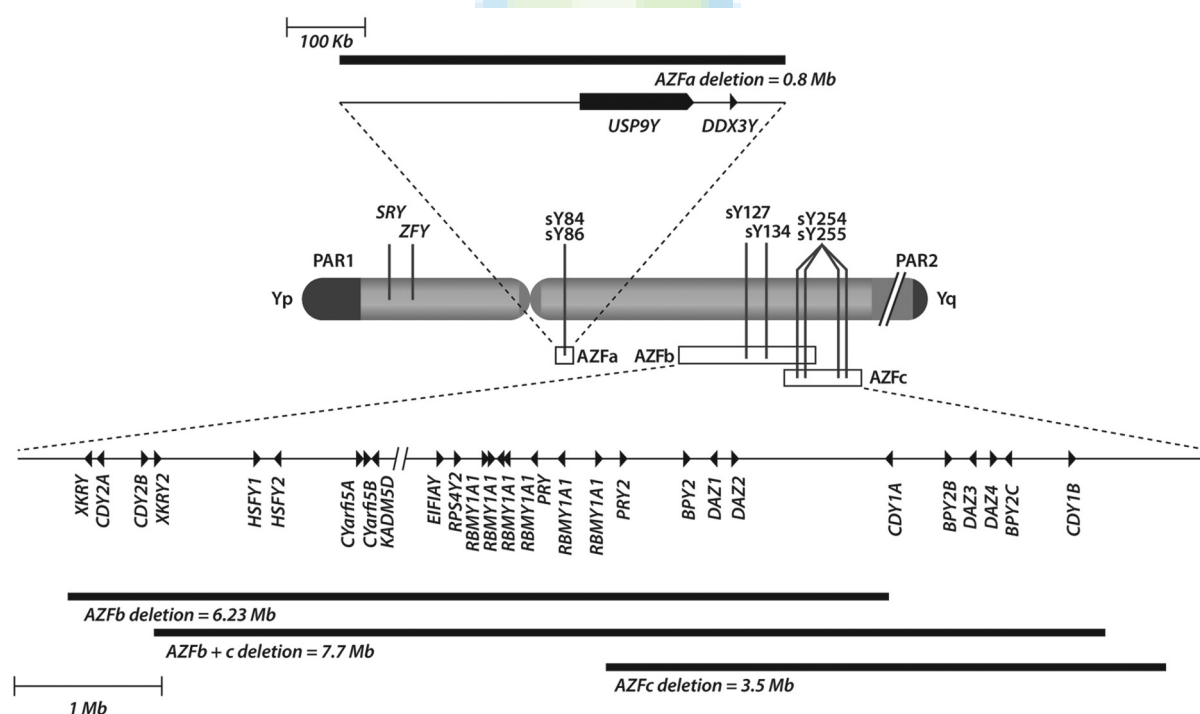 100 Kb
AZFa deletion = 0.8 Mb
USP9Y DDX3Y
SRY
ZFY
sY84
sY86
sY127
sY134
sY254
sY255
PAR1
PAR2
Yp
Yq
AZFa
AZFb
AZFc
XKRY
CDY2A
CDY2B
XKRY2
HSFY1
HSFY2
CYorf15A
CYorf15B
KADM5D
EIFIAY
RPS4Y2
RBMY1A1
RBMY1A1
RBMY1A1
RBMY1A1
PRY
RBMY1A1
RBMY1A1
PRY2
BPY2
DAZ1
DAZ2
CDY1A
BPY2B
DAZ3
DAZ4
BPY2C
CDY1B
AZFb deletion = 6.23 Mb
AZFb + c deletion = 7.7 Mb
AZFc deletion = 3.5 Mb
1 Mb